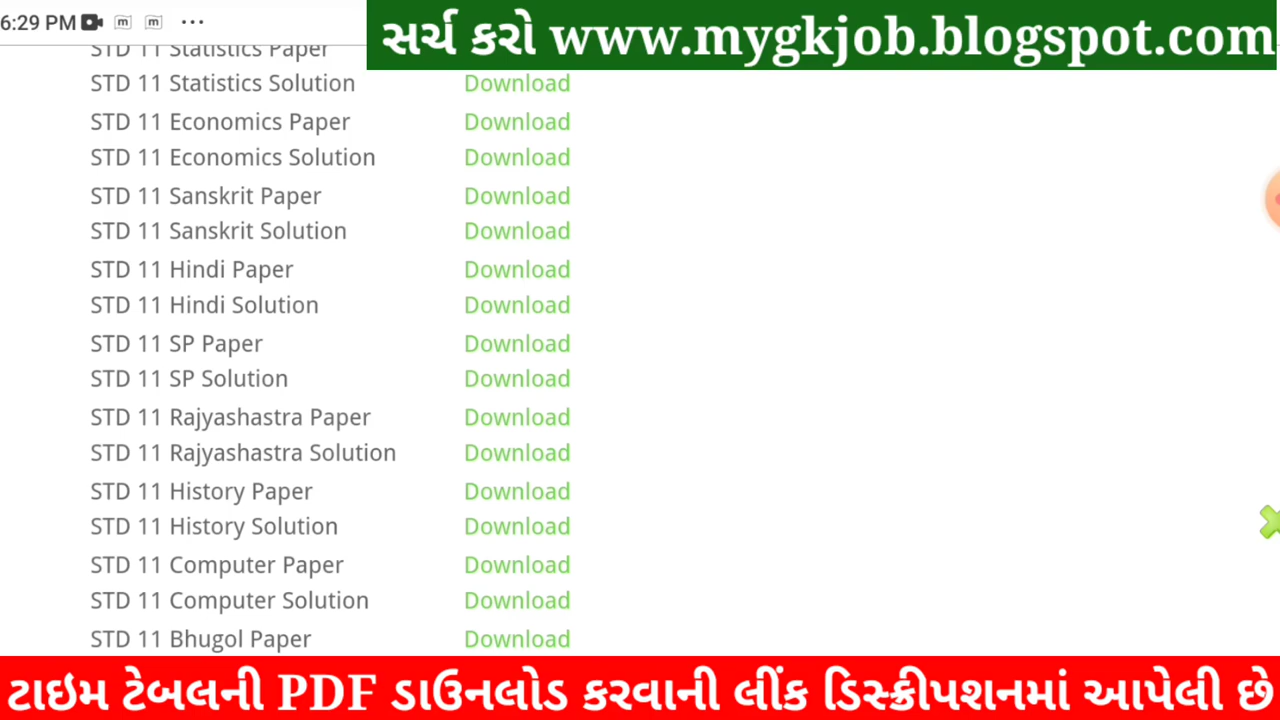 6:29 PM
સર્ચ કરો www.mygkjob.blogspot.com
STD 11 Statistics Paper
STD 11 Statistics Solution Download
STD 11 Economics Paper Download
STD 11 Economics Solution Download
STD 11 Sanskrit Paper Download
STD 11 Sanskrit Solution Download
STD 11 Hindi Paper Download
STD 11 Hindi Solution Download
STD 11 SP Paper Download
STD 11 SP Solution Download
STD 11 Rajyashastra Paper Download
STD 11 Rajyashastra Solution Download
STD 11 History Paper Download
STD 11 History Solution Download
STD 11 Computer Paper Download
STD 11 Computer Solution Download
STD 11 Bhugol Paper Download
ટાઇમ ટેબલની PDF ડાઉનલોડ કરવાની લીંક ડિસ્ક્રીપશનમાં આપેલી છે